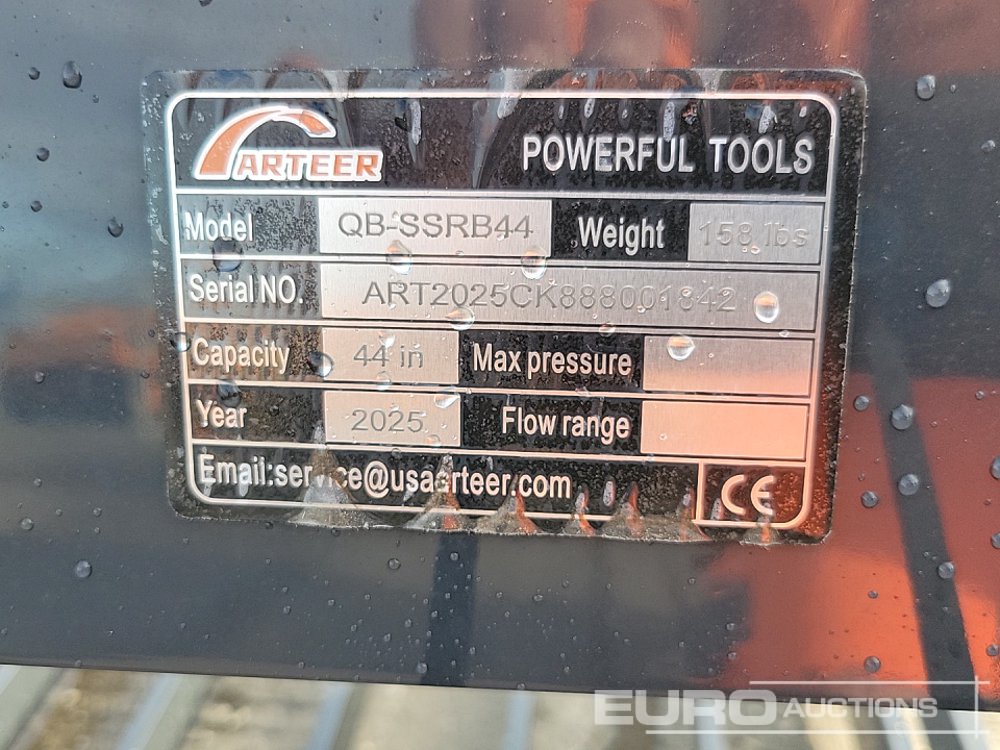 ARTEER POWERFUL TOOLS
Model QB-SSRB44 Weight 158 lbs
Serial NO. ART2025CK888001842
Capacity 44 in Max pressure
Year 2025 Flow range
Email:service@usaarteer.com CE
EURO AUCTIONS